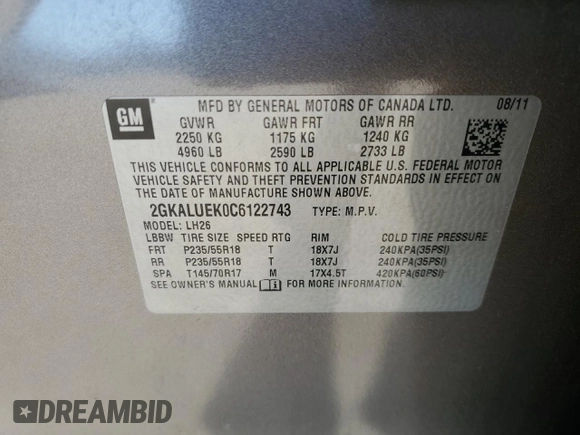 GM
MFD BY GENERAL MOTORS OF CANADA LTD. 08/11
GVWR GAWR FRT GAWR RR
2250 KG 1175 KG 1240 KG
4960 LB 2590 LB 2733 LB
THIS VEHICLE CONFORMS TO ALL APPLICABLE U.S. FEDERAL MOTOR
VEHICLE SAFETY AND THEFT PREVENTION STANDARDS IN EFFECT ON
THE DATE OF MANUFACTURE SHOWN ABOVE.
2GKALUEK0C6122743 TYPE: M.P.V.
MODEL: LH26
LBBW TIRE SIZE SPEED RTG RIM COLD TIRE PRESSURE
FRT P235/55R18 T 18X7J 240KPA(35PSI)
RR P235/55R18 T 18X7J 240KPA(35PSI)
SPA T145/70R17 M 17X4.5T 420KPA(60PSI)
SEE OWNER'S MANUAL FOR MORE INFORMATION.
DREAMBID